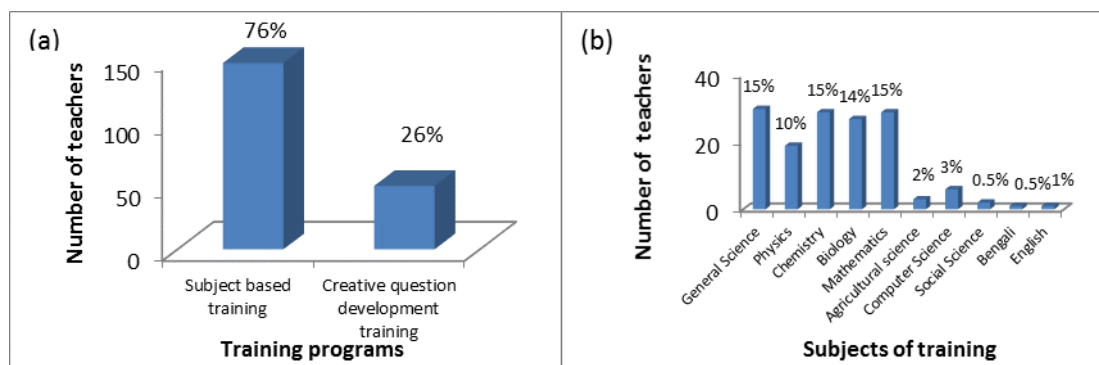 (a)
76%
26%
150
100
50
0
Number of teachers
Subject based
training
Creative question
development
training
Training programs
(b)
40
20
0
Number of teachers
15%
10%
15%
14%
15%
2%
3%
0.5%
0.5%
1%
General Science
Physics
Chemistry
Biology
Mathematics
Agricultural science
Computer Science
Social Science
Bengali
English
Subjects of training